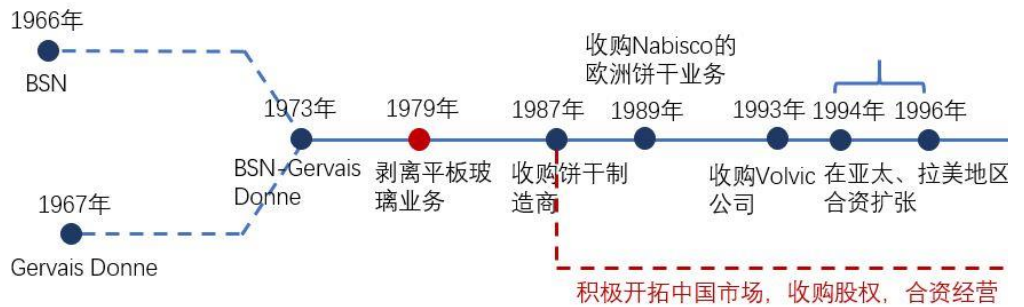 1966年
BSN
1967年
Gervais Donne
1973年
BSN-Gervais
Donne
1979年
剥离平板玻
璃业务
1987年
收购饼干制
造商
收购Nabisco的
欧洲饼干业务
1989年
1993年
收购Volvic
公司
1994年
1996年
在亚太、拉美地区
合资扩张
积极开拓中国市场，收购股权，合资经营